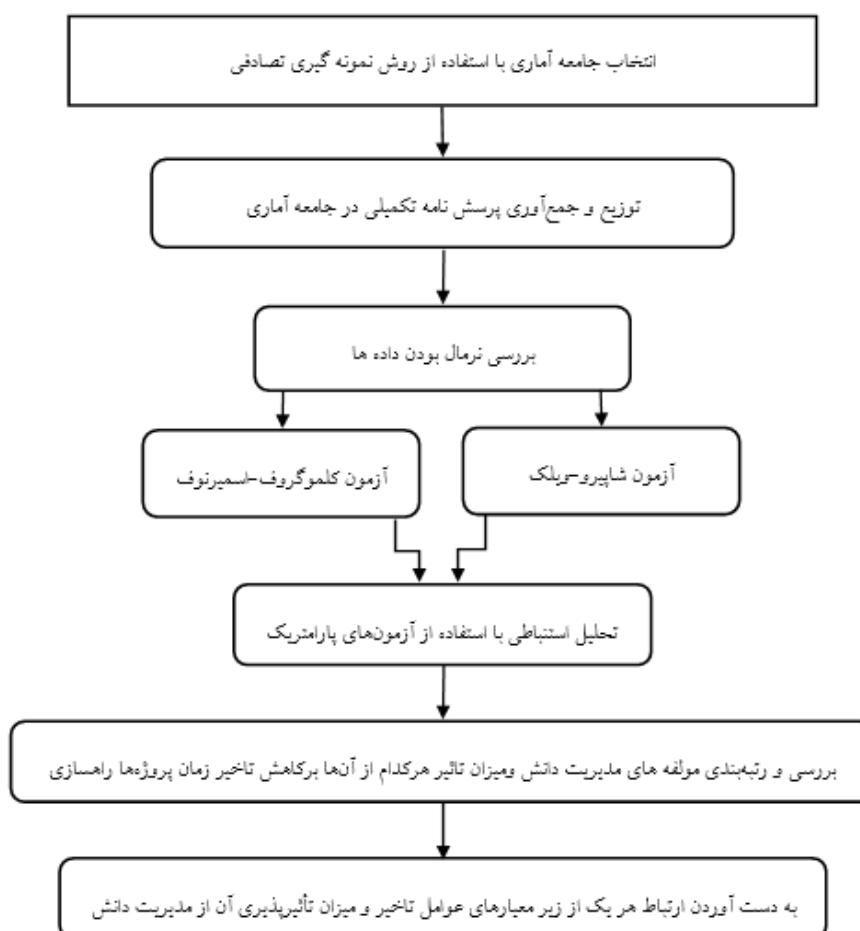 انتخاب جامعه آماری با استفاده از روش نمونه گیری تصادفی
توزیع و جمع‌آوری پرسش نامه تکمیلی در جامعه آماری
بررسی نرمال بودن داده ها
آزمون شاپیرو-ویلک
آزمون کلموگروف-اسمیرنوف
تحلیل استنباطی با استفاده از آزمون‌های پارامتریک
بررسی و رتبه‌بندی مولفه های مدیریت دانش ومیزان تاثیر هرکدام از آن‌ها برکاهش تاخیر زمان پروژه‌ها راهسازی
به دست آوردن ارتباط هر یک از زیر معیارهای عوامل تاخیر و میزان تأثیرپذیری آن از مدیریت دانش